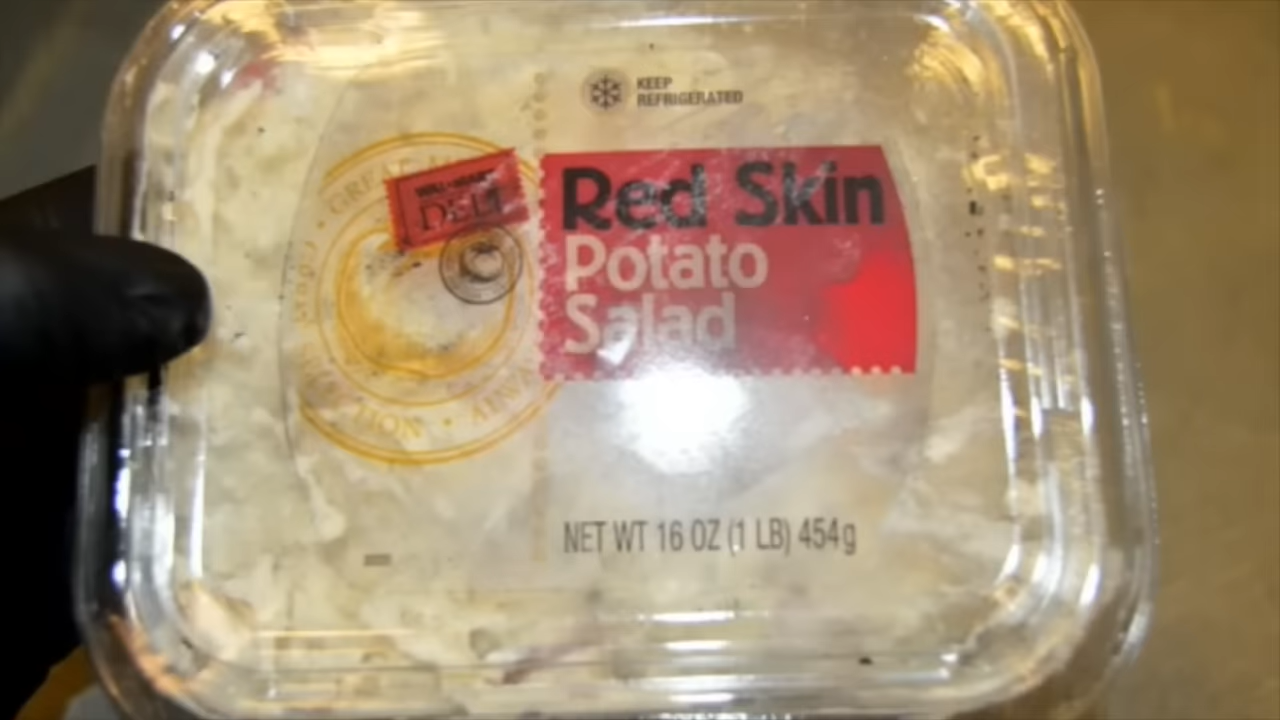 KEEP
REFRIGERATED
DELI
Red Skin
Potato
Salad
NET WT 16 OZ (1 LB) 454g